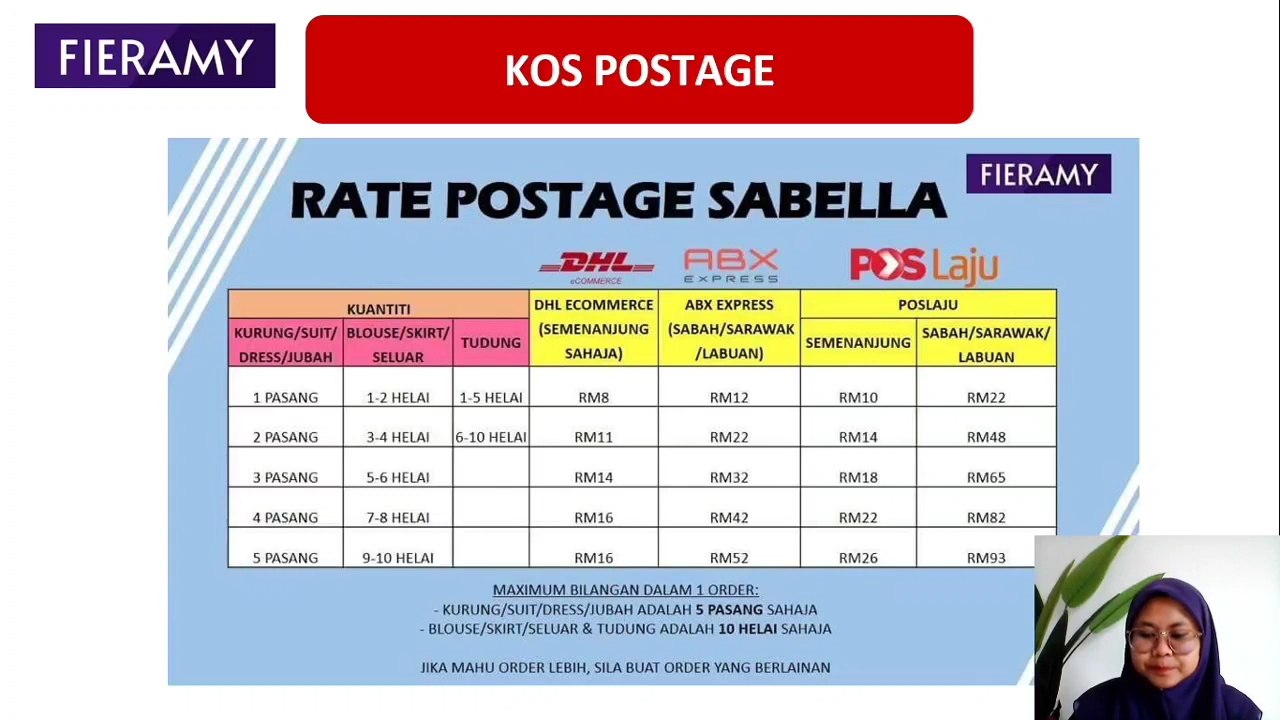 FIERAMY
KOS POSTAGE
FIERAMY
RATE POSTAGE SABELLA
DHL
eCOMMERCE
ABX
EXPRESS
POS Laju
KUANTITI
DHL ECOMMERCE
(SEMENANJUNG
SAHAJA)
ABX EXPRESS
(SABAH/SARAWAK
/LABUAN)
POSLAJU
KURUNG/SUIT/
DRESS/JUBAH
BLOUSE/SKIRT/
SELUAR
TUDUNG
SEMENANJUNG
SABAH/SARAWAK/
LABUAN
1 PASANG 1-2 HELAI 1-5 HELAI RM8 RM12 RM10 RM22
2 PASANG 3-4 HELAI 6-10 HELAI RM11 RM22 RM14 RM48
3 PASANG 5-6 HELAI RM14 RM32 RM18 RM65
4 PASANG 7-8 HELAI RM16 RM42 RM22 RM82
5 PASANG 9-10 HELAI RM16 RM52 RM26 RM93
MAXIMUM BILANGAN DALAM 1 ORDER:
- KURUNG/SUIT/DRESS/JUBAH ADALAH 5 PASANG SAHAJA
- BLOUSE/SKIRT/SELUAR & TUDUNG ADALAH 10 HELAI SAHAJA
JIKA MAHU ORDER LEBIH, SILA BUAT ORDER YANG BERLAINAN